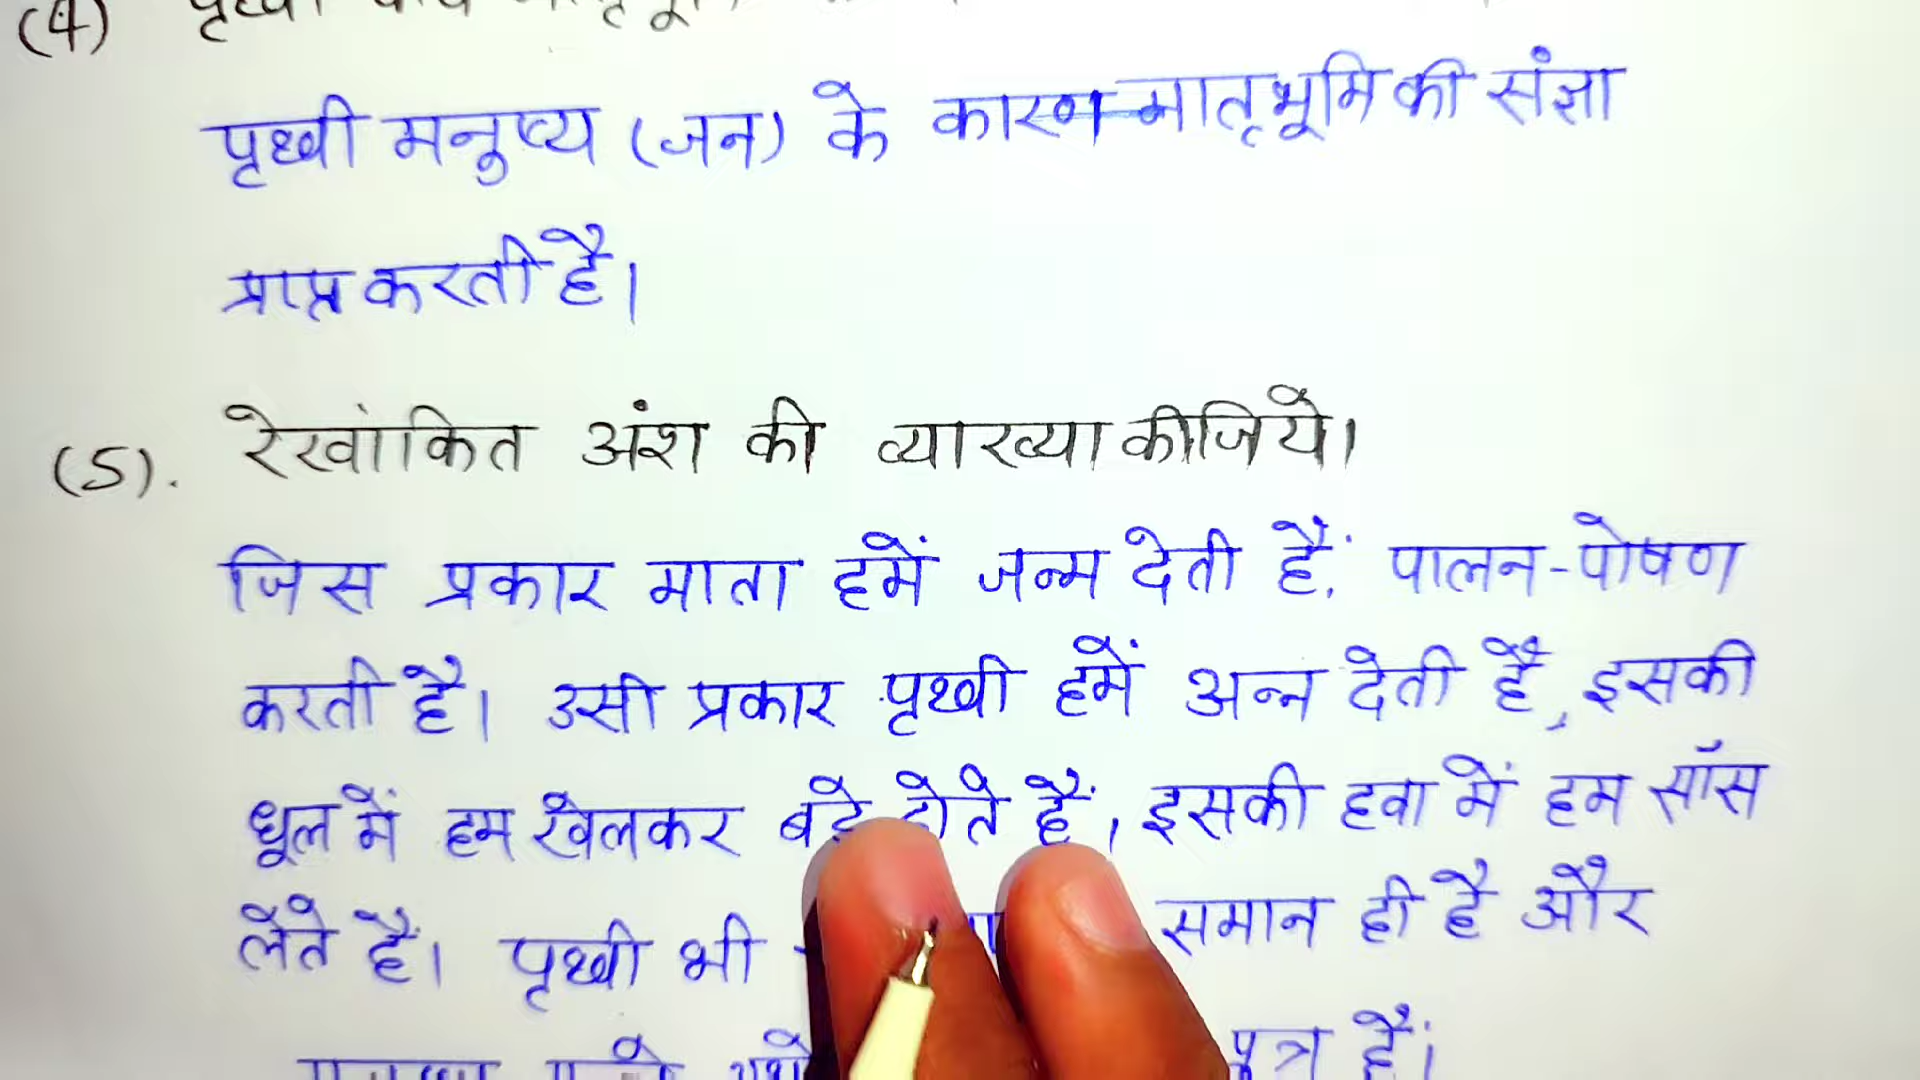 (4) पृथ्वी
पृथ्वी मनुष्य (जन) के कारण मातृभूमि की संज्ञा
प्राप्त करती है।
(5). रेखांकित अंश की व्याख्या कीजिये।
जिस प्रकार माता हमें जन्म देती हैं, पालन-पोषण
करती है। उसी प्रकार पृथ्वी हमें अन्न देती है, इसकी
धूल में हम खेलकर बड़े होते हैं, इसकी हवा में हम साँस
लेते है। पृथ्वी भी समान ही है और
पुत्र हैं।